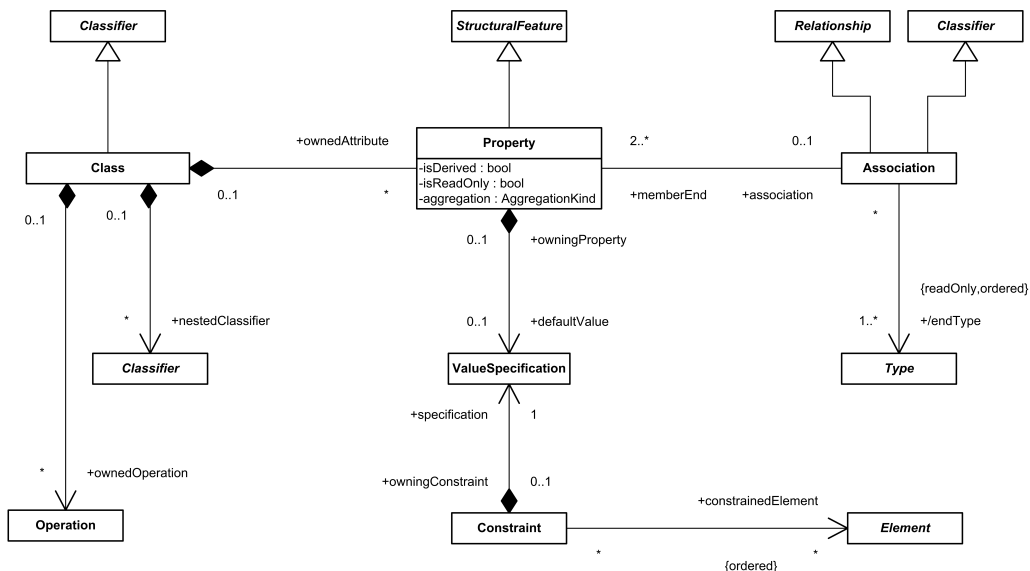 Classifier
StructuralFeature
Relationship
Classifier
+ownedAttribute
Property
2..*
0..1
Class
-isDerived : bool
-isReadOnly : bool
-aggregation : AggregationKind
Association
0..1
*
+memberEnd
+association
0..1
0..1
*
0..1
+owningProperty
{readOnly,ordered}
*
+nestedClassifier
0..1
+defaultValue
1..*
+/endType
Classifier
ValueSpecification
Type
+specification
1
*
+ownedOperation
+owningConstraint
0..1
+constrainedElement
Operation
Constraint
Element
*
*
{ordered}